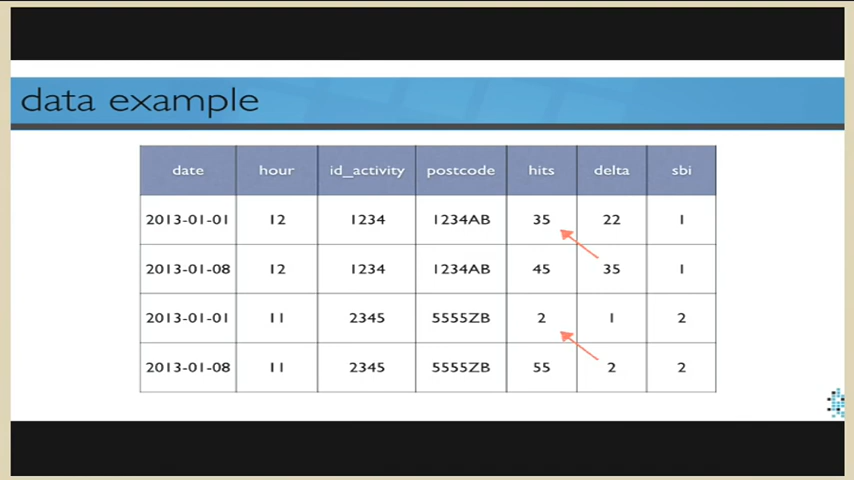 data example
date hour id_activity postcode hits delta sbi
2013-01-01 12 1234 1234AB 35 22 1
2013-01-08 12 1234 1234AB 45 35 1
2013-01-01 11 2345 5555ZB 2 1 2
2013-01-08 11 2345 5555ZB 55 2 2